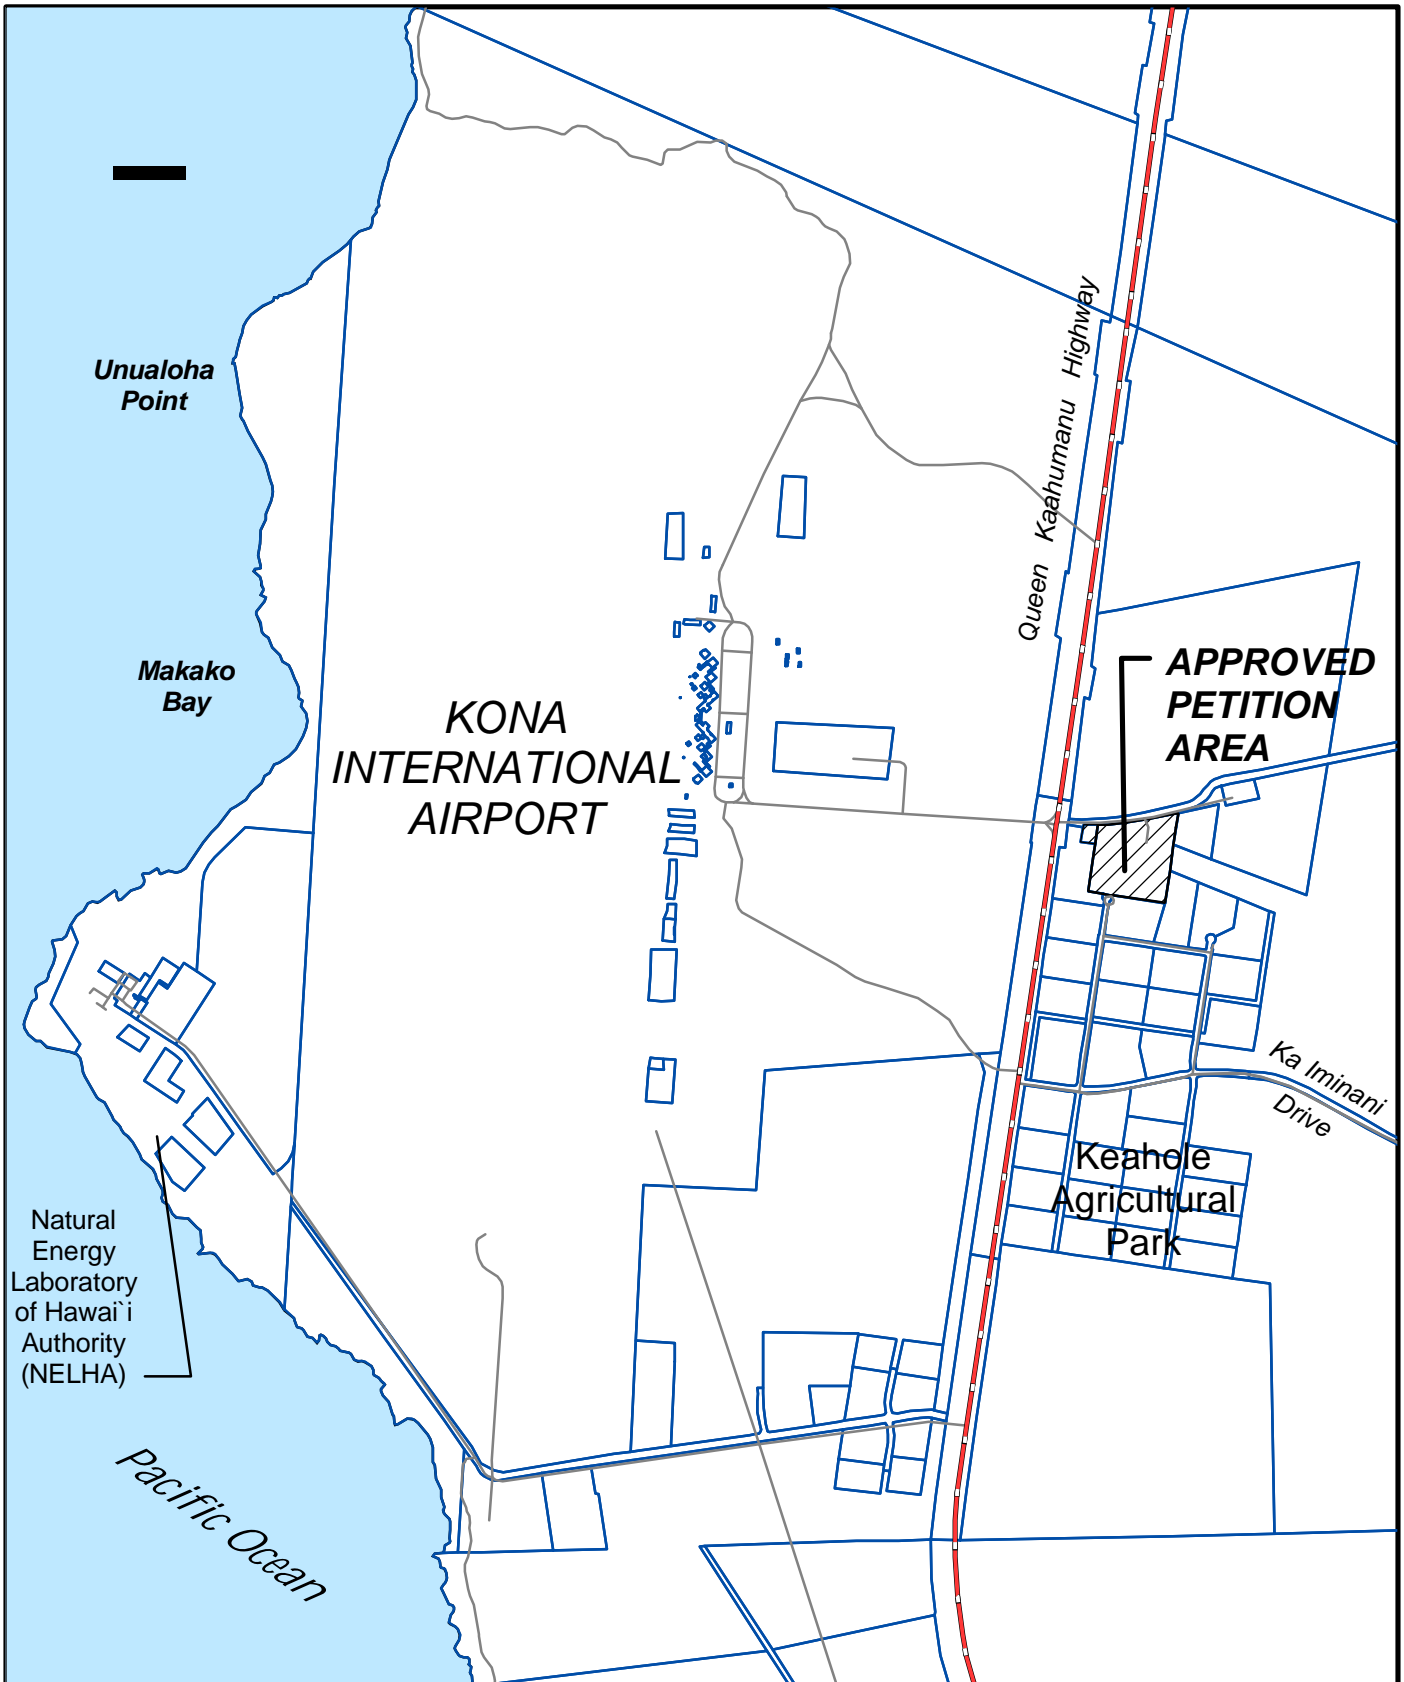 Queen Kaahumanu Highway
Unualoha
Point
Makako
Bay
KONA
INTERNATIONAL
AIRPORT
APPROVED
PETITION
AREA
Ka Iminani
Drive
Keahole
Agricultural
Park
Natural
Energy
Laboratory
of Hawai`i
Authority
(NELHA)
Pacific Ocean